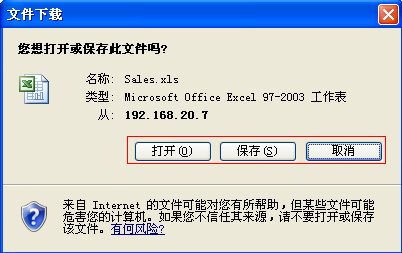 文件下载
您想打开或保存此文件吗?
名称: Sales.xls
类型: Microsoft Office Excel 97-2003 工作表
从: 192.168.20.7
打开(O) 保存(S) 取消
来自 Internet 的文件可能对您有所帮助,但某些文件可能
危害您的计算机。如果您不信任其来源,请不要打开或保存
该文件。有何风险?